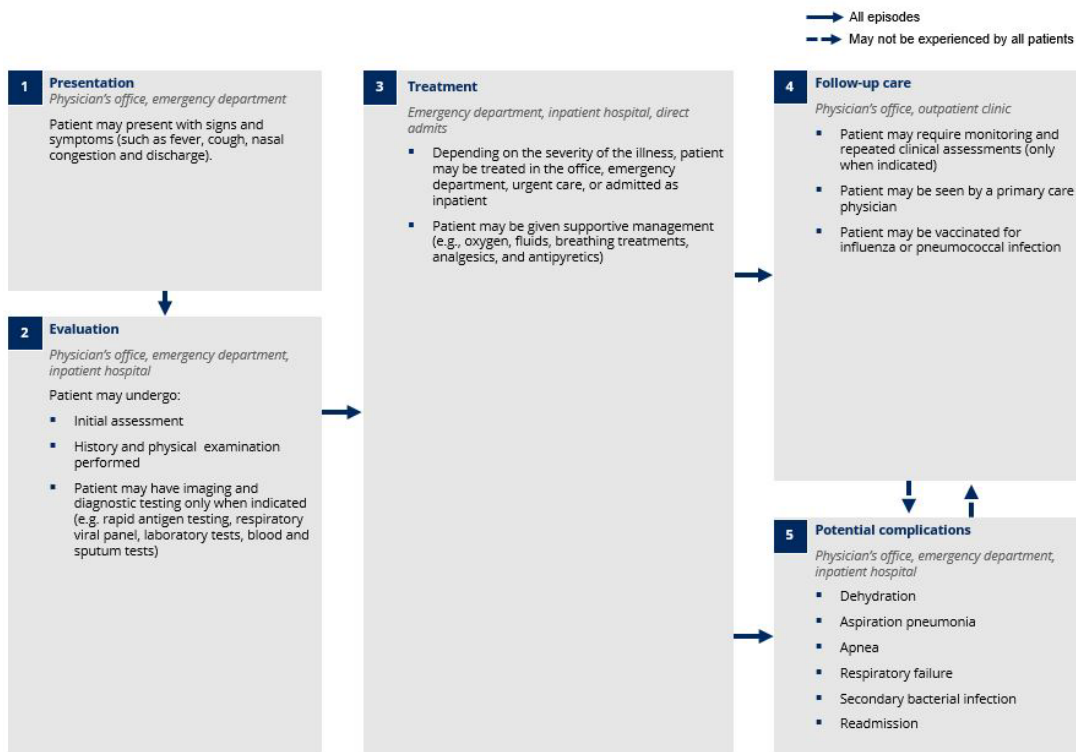 All episodes
May not be experienced by all patients
1 Presentation
Physician's office, emergency department
Patient may present with signs and
symptoms (such as fever, cough, nasal
congestion and discharge).
2 Evaluation
Physician's office, emergency department,
inpatient hospital
Patient may undergo:
▪ Initial assessment
▪ History and physical examination
performed
▪ Patient may have imaging and
diagnostic testing only when indicated
(e.g. rapid antigen testing, respiratory
viral panel, laboratory tests, blood and
sputum tests)
3 Treatment
Emergency department, inpatient hospital, direct
admits
▪ Depending on the severity of the illness, patient
may be treated in the office, emergency
department, urgent care, or admitted as
inpatient
▪ Patient may be given supportive management
(e.g., oxygen, fluids, breathing treatments,
analgesics, and antipyretics)
4 Follow-up care
Physician's office, outpatient clinic
▪ Patient may require monitoring and
repeated clinical assessments (only
when indicated)
▪ Patient may be seen by a primary care
physician
▪ Patient may be vaccinated for
influenza or pneumococcal infection
5 Potential complications
Physician's office, emergency department,
inpatient hospital
▪ Dehydration
▪ Aspiration pneumonia
▪ Apnea
▪ Respiratory failure
▪ Secondary bacterial infection
▪ Readmission